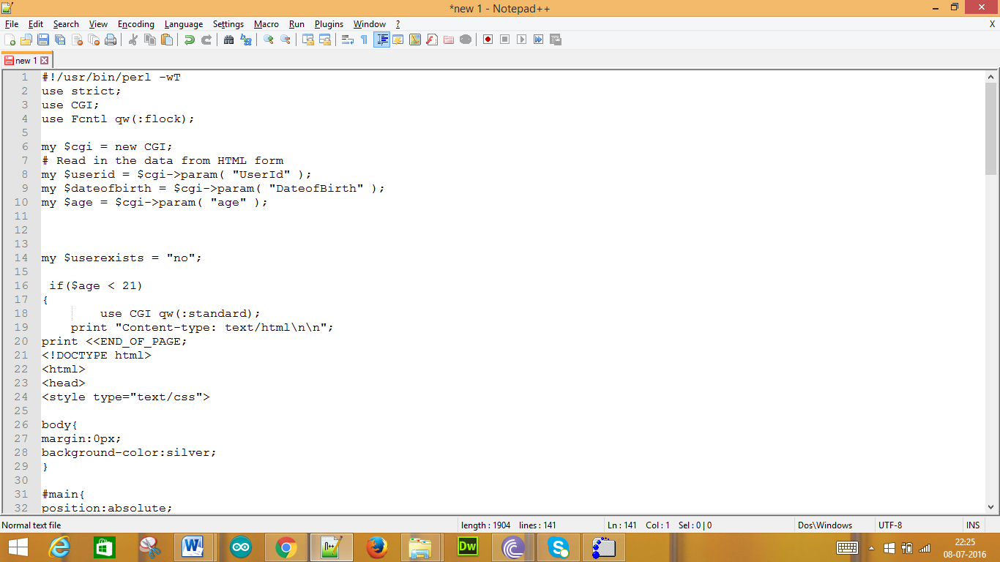 *new 1 - Notepad++
File Edit Search View Encoding Language Settings Macro Run Plugins Window ? X
new 1
1 #!/usr/bin/perl -wT
2 use strict;
3 use CGI;
4 use Fcntl qw(:flock);
5
6 my $cgi = new CGI;
7 # Read in the data from HTML form
8 my $userid = $cgi->param( "UserId" );
9 my $dateofbirth = $cgi->param( "DateofBirth" );
10 my $age = $cgi->param( "age" );
11
12
13
14 my $userexists = "no";
15
16  if($age < 21)
17 {
18         use CGI qw(:standard);
19     print "Content-type: text/html\n\n";
20 print <<END_OF_PAGE;
21 <!DOCTYPE html>
22 <html>
23 <head>
24 <style type="text/css">
25
26 body{
27 margin:0px;
28 background-color:silver;
29 }
30
31 #main{
32 position:absolute;
Normal text file length : 1904 lines : 141 Ln : 141 Col : 1 Sel : 0 | 0 Dos\Windows UTF-8 INS
W Dw S
22:25
08-07-2016